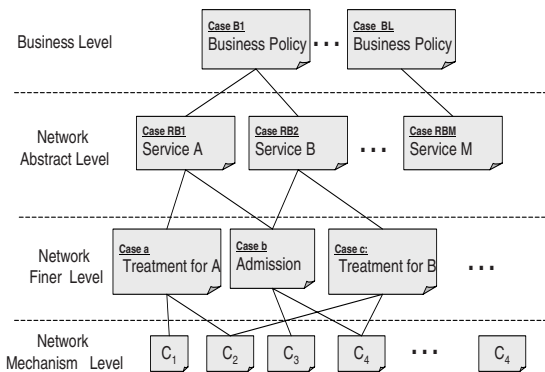 Business Level
Case B1
Business Policy
...
Case BL
Business Policy
Network
Abstract Level
Case RB1
Service A
Case RB2
Service B
...
Case RBM
Service M
Network
Finer Level
Case a
Treatment for A
Case b
Admission
Case c:
Treatment for B
...
Network
Mechanism Level
C1
C2
C3
C4
...
C4